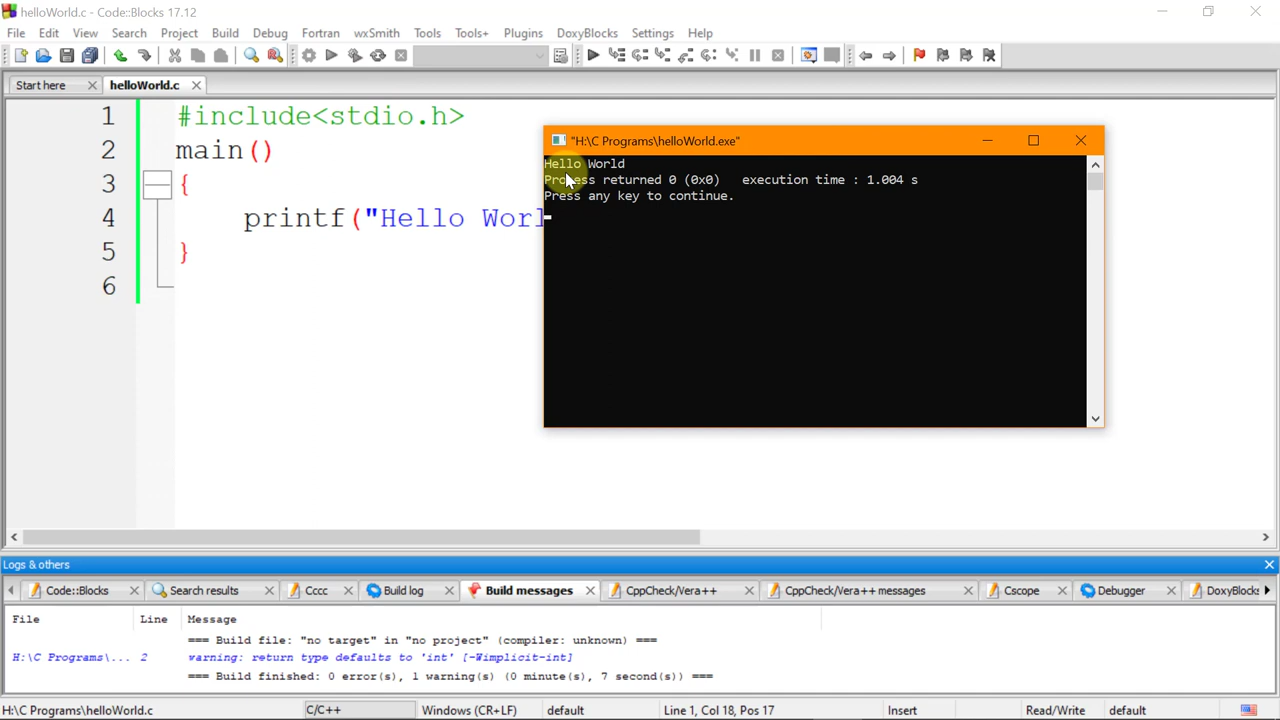 helloWorld.c - Code::Blocks 17.12
File Edit View Search Project Build Debug Fortran wxSmith Tools Tools+ Plugins DoxyBlocks Settings Help
Start here helloWorld.c
1 #include<stdio.h>
2 main()
3 {
4 printf("Hello Worl
5 }
6
"H:\C Programs\helloWorld.exe"
Hello World
Process returned 0 (0x0) execution time : 1.004 s
Press any key to continue.
Logs & others
Code::Blocks Search results Cccc Build log Build messages CppCheck/Vera++ CppCheck/Vera++ messages Cscope Debugger DoxyBlocks
File Line Message
=== Build file: "no target" in "no project" (compiler: unknown) ===
H:\C Programs\... 2 warning: return type defaults to 'int' [-Wimplicit-int]
=== Build finished: 0 error(s), 1 warning(s) (0 minute(s), 7 second(s)) ===
H:\C Programs\helloWorld.c C/C++ Windows (CR+LF) default Line 1, Col 18, Pos 17 Insert Read/Write default